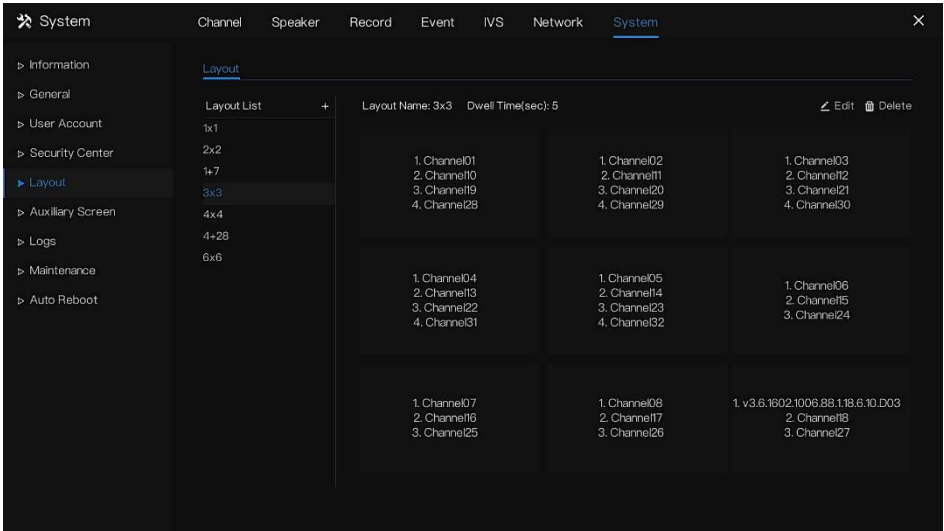 System
Channel Speaker Record Event IVS Network System
Information
General
User Account
Security Center
Layout
Auxiliary Screen
Logs
Maintenance
Auto Reboot
Layout
Layout List +
1x1
2x2
1+7
3x3
4x4
4+28
6x6
Layout Name: 3x3 Dwell Time(sec): 5 Edit Delete
1. Channel01
2. Channel10
3. Channel19
4. Channel28
1. Channel02
2. Channel11
3. Channel20
4. Channel29
1. Channel03
2. Channel12
3. Channel21
4. Channel30
1. Channel04
2. Channel13
3. Channel22
4. Channel31
1. Channel05
2. Channel14
3. Channel23
4. Channel32
1. Channel06
2. Channel15
3. Channel24
1. Channel07
2. Channel16
3. Channel25
1. Channel08
2. Channel17
3. Channel26
1. v3.6.1602.1006.88.1.18.6.10.D03
2. Channel18
3. Channel27